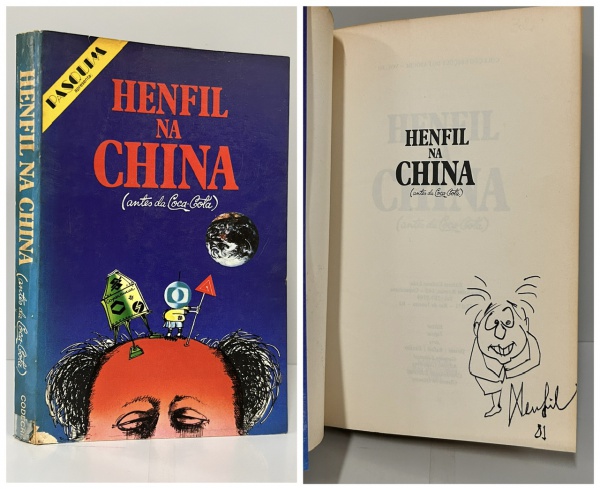 PASQUIM
apresenta:
HENFIL
NA
CHINA
(antes da Coca-Cola)
HENFIL NA CHINA (antes da Coca-Cola)
CODECRI
HENFIL
NA
CHINA
(antes da Coca-Cola)
Henfil
81